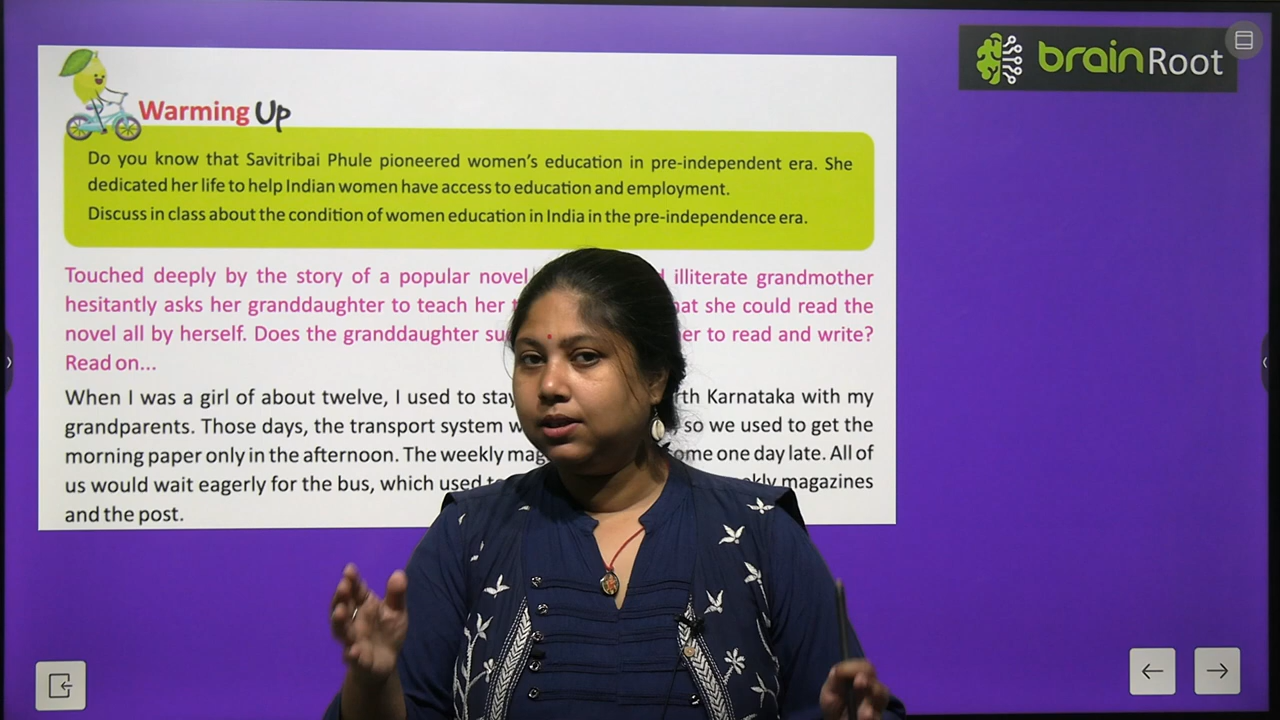 brainRoot
Warming Up
Do you know that Savitribai Phule pioneered women's education in pre-independent era. She
dedicated her life to help Indian women have access to education and employment.
Discuss in class about the condition of women education in India in the pre-independence era.
Touched deeply by the story of a popular novel illiterate grandmother
hesitantly asks her granddaughter to teach her she could read the
novel all by herself. Does the granddaughter to read and write?
Read on...
When I was a girl of about twelve, I used to stay Karnataka with my
grandparents. Those days, the transport system so we used to get the
morning paper only in the afternoon. The weekly one day late. All of
us would wait eagerly for the bus, which used magazines
and the post.